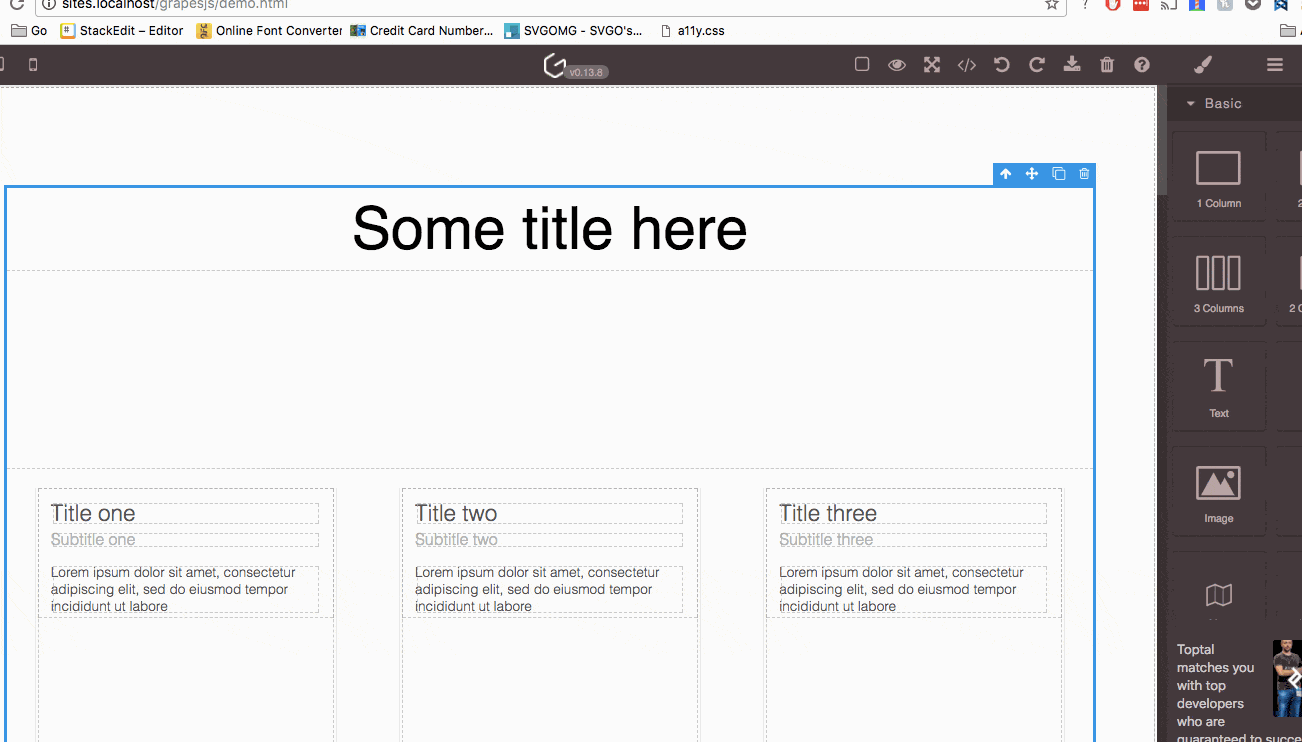 sites.localhost/grapesjs/demo.html
Go StackEdit – Editor Online Font Converter Credit Card Number... SVGOMG - SVGO's... a11y.css
v0.13.8
Basic
1 Column
3 Columns
Text
Image
Some title here
Title one
Subtitle one
Lorem ipsum dolor sit amet, consectetur
adipiscing elit, sed do eiusmod tempor
incididunt ut labore
Title two
Subtitle two
Lorem ipsum dolor sit amet, consectetur
adipiscing elit, sed do eiusmod tempor
incididunt ut labore
Title three
Subtitle three
Lorem ipsum dolor sit amet, consectetur
adipiscing elit, sed do eiusmod tempor
incididunt ut labore
Toptal
matches you
with top
developers
who are
guaranteed to